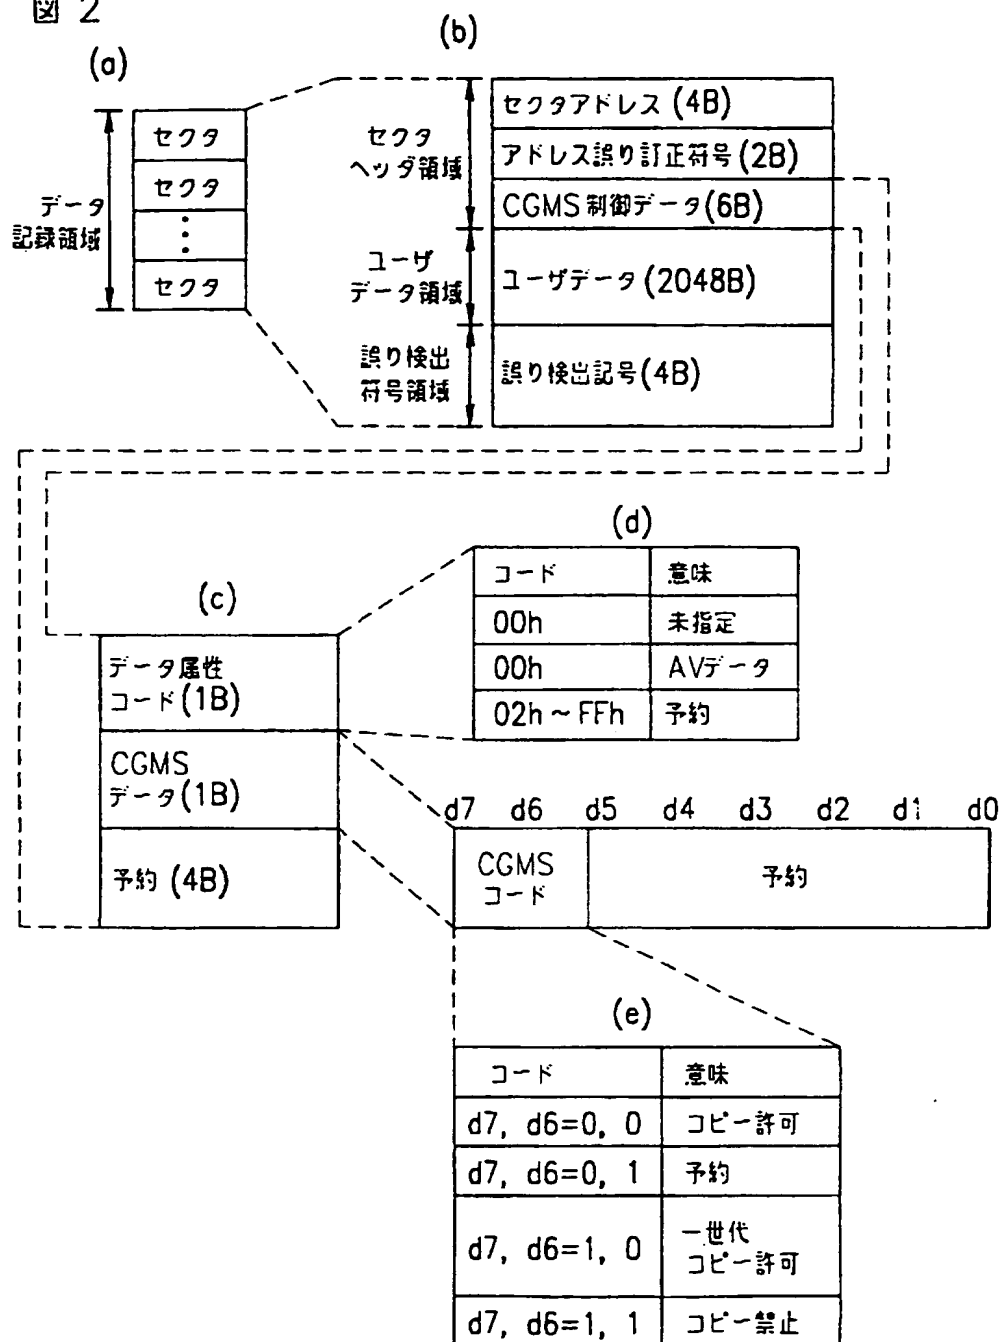 図 2
(a)
セクタ
セクタ
⋮
セクタ
データ
記録領域
(b)
セクタ
ヘッダ領域
ユーザ
データ領域
誤り検出
符号領域
セクタアドレス (4B)
アドレス誤り訂正符号 (2B)
CGMS 制御データ (6B)
ユーザデータ (2048B)
誤り検出記号 (4B)
(c)
データ属性
コード (1B)
CGMS
データ (1B)
予約 (4B)
(d)
コード 意味
00h 未指定
00h AVデータ
02h ~ FFh 予約
d7 d6 d5 d4 d3 d2 d1 d0
CGMS
コード
予約
(e)
コード 意味
d7, d6=0, 0 コピー許可
d7, d6=0, 1 予約
d7, d6=1, 0 一世代
コピー許可
d7, d6=1, 1 コピー禁止